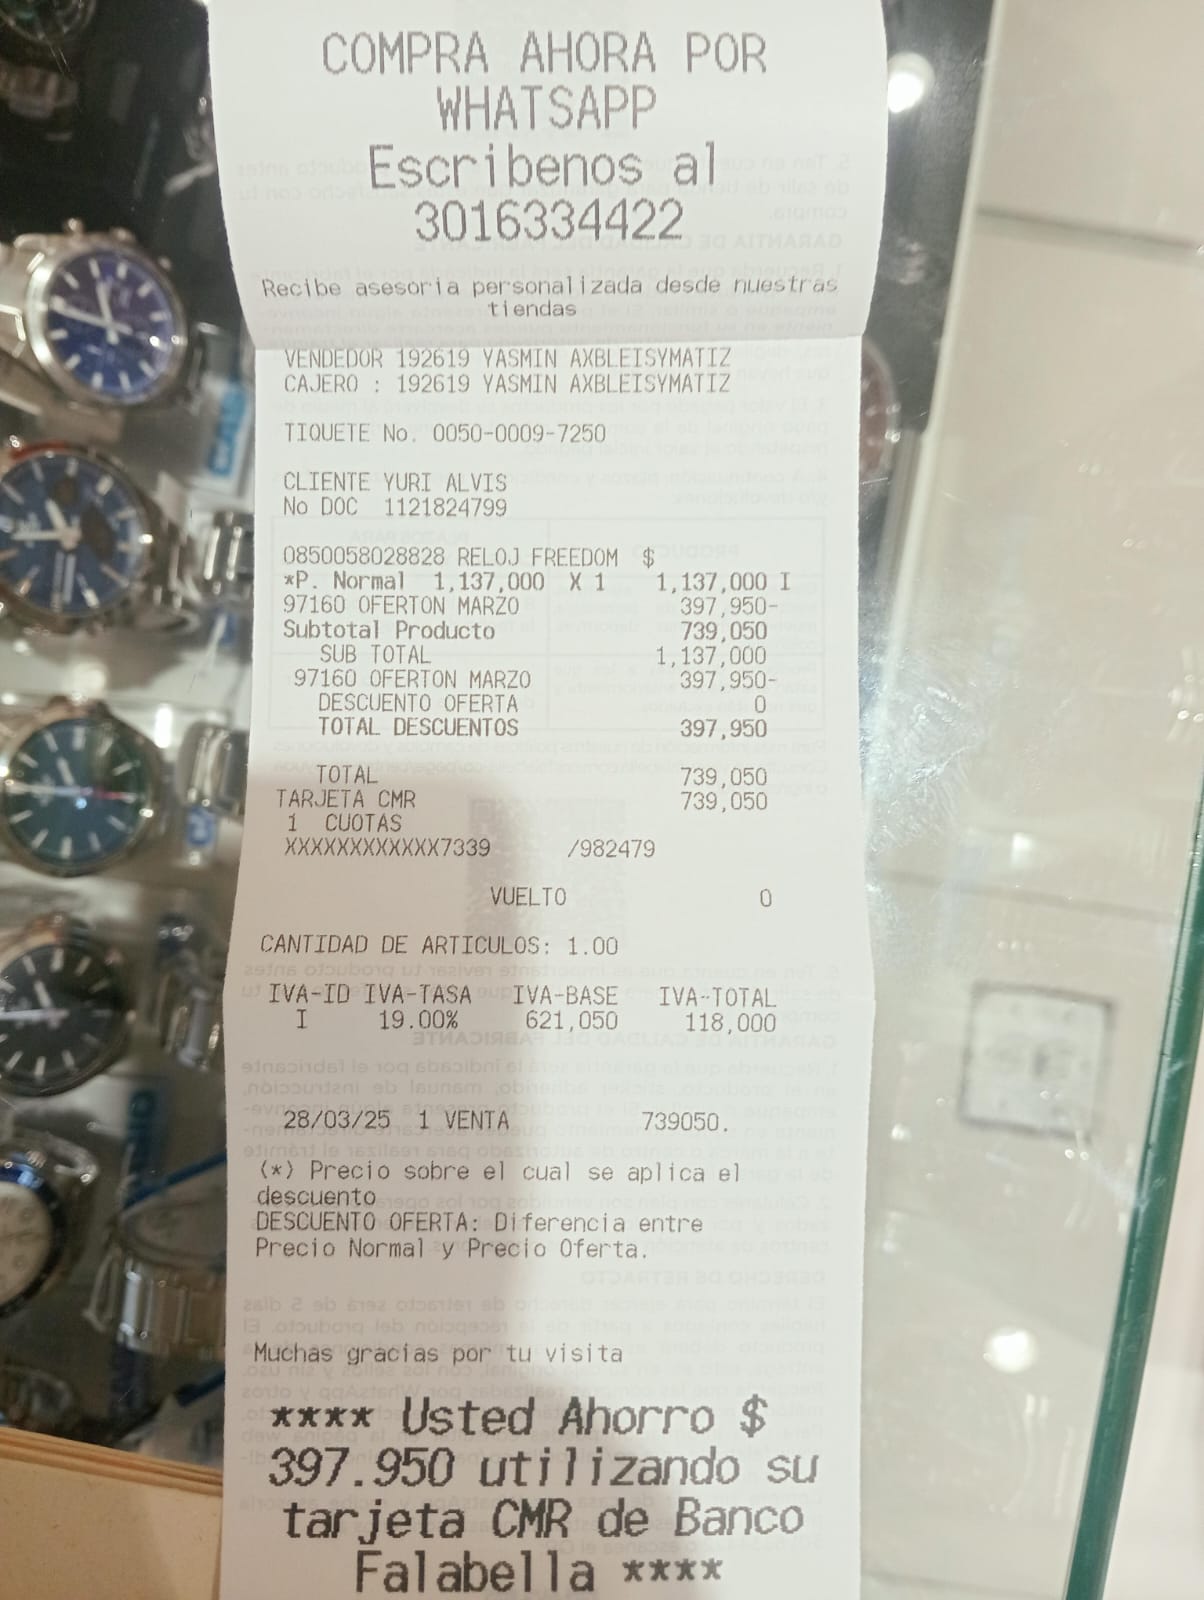 COMPRA AHORA POR
WHATSAPP
Escribenos al
3016334422
Recibe asesoria personalizada desde nuestras
tiendas
VENDEDOR 192619 YASMIN AXBLEISYMATIZ
CAJERO : 192619 YASMIN AXBLEISYMATIZ
TIQUETE No. 0050-0009-7250
CLIENTE YURI ALVIS
No DOC 1121824799
0850058028828 RELOJ FREEDOM $
*P. Normal 1,137,000 X 1 1,137,000 I
97160 OFERTON MARZO 397,950-
Subtotal Producto 739,050
SUB TOTAL 1,137,000
97160 OFERTON MARZO 397,950-
DESCUENTO OFERTA 0
TOTAL DESCUENTOS 397,950
TOTAL 739,050
TARJETA CMR 739,050
1 CUOTAS
XXXXXXXXXXXX7339 /982479
VUELTO 0
CANTIDAD DE ARTICULOS: 1.00
IVA-ID IVA-TASA IVA-BASE IVA-TOTAL
I 19.00% 621,050 118,000
28/03/25 1 VENTA 739050.
(*) Precio sobre el cual se aplica el
descuento
DESCUENTO OFERTA: Diferencia entre
Precio Normal y Precio Oferta.
Muchas gracias por tu visita
**** Usted Ahorro $
397.950 utilizando su
tarjeta CMR de Banco
Falabella ****